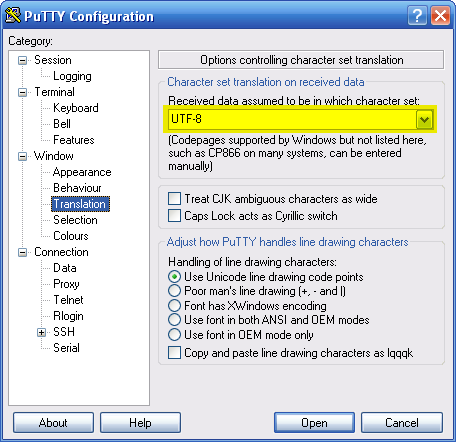 PuTTY Configuration
Category:
Session
Logging
Terminal
Keyboard
Bell
Features
Window
Appearance
Behaviour
Translation
Selection
Colours
Connection
Data
Proxy
Telnet
Rlogin
SSH
Serial
Options controlling character set translation
Character set translation on received data
Received data assumed to be in which character set:
UTF-8
(Codepages supported by Windows but not listed here,
such as CP866 on many systems, can be entered
manually)
Treat CJK ambiguous characters as wide
Caps Lock acts as Cyrillic switch
Adjust how PuTTY handles line drawing characters
Handling of line drawing characters:
Use Unicode line drawing code points
Poor man's line drawing (+, - and |)
Font has XWindows encoding
Use font in both ANSI and OEM modes
Use font in OEM mode only
Copy and paste line drawing characters as lqqqk
About
Help
Open
Cancel